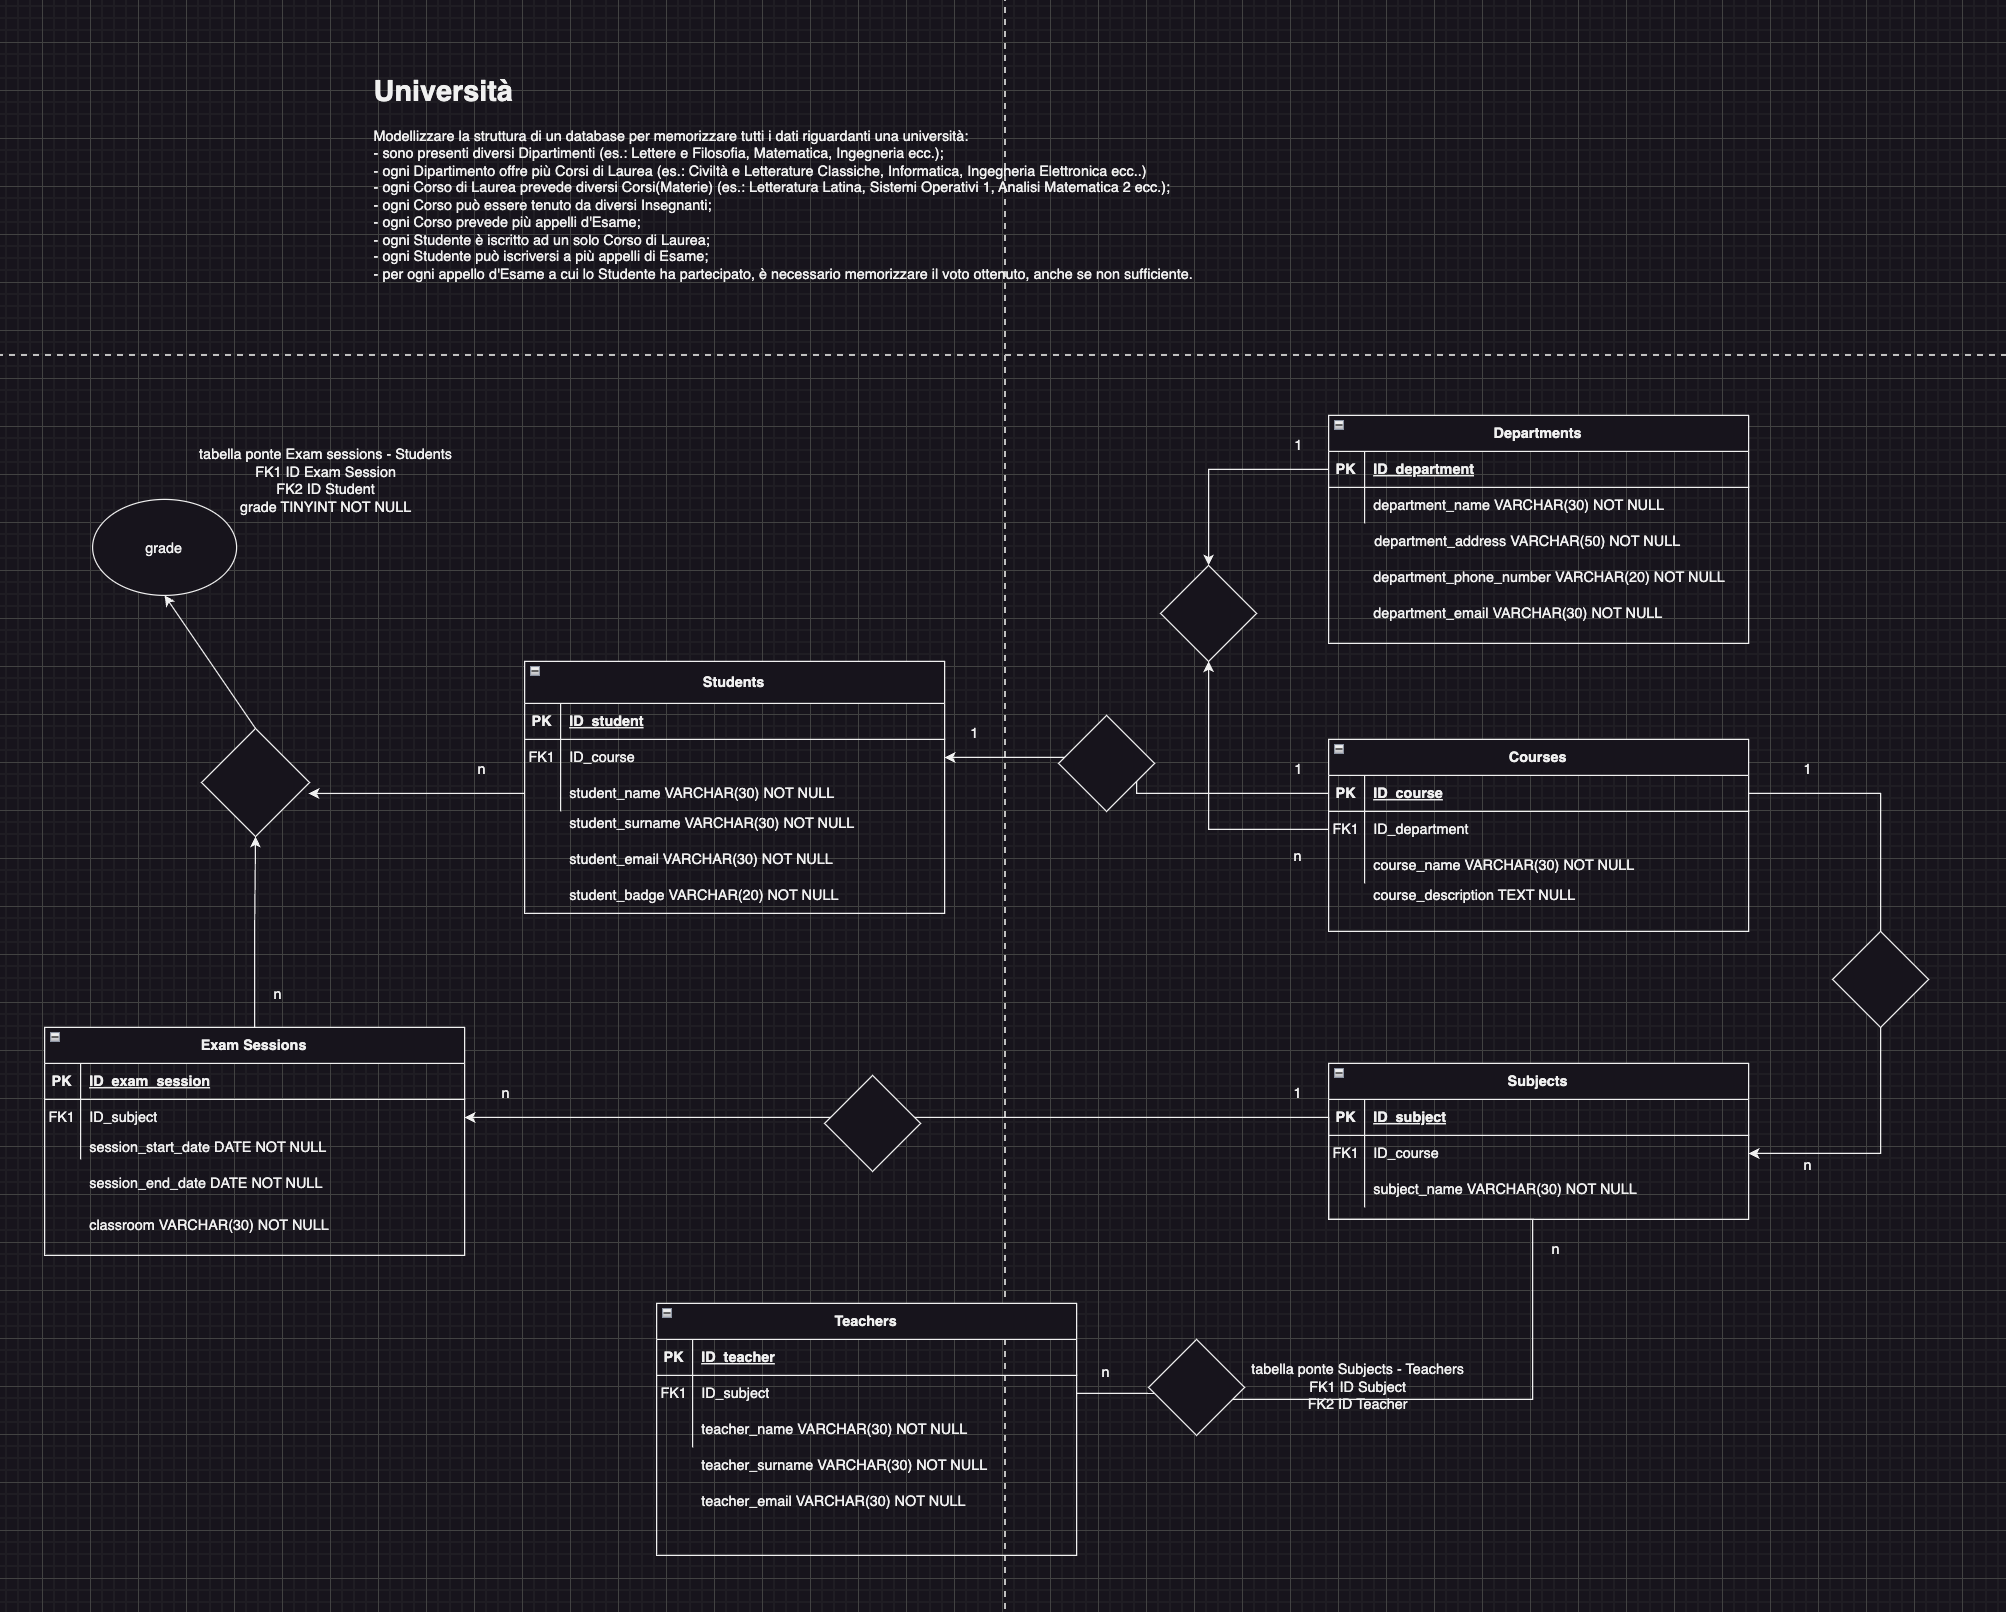 Università
Modellizzare la struttura di un database per memorizzare tutti i dati riguardanti una università:
- sono presenti diversi Dipartimenti (es.: Lettere e Filosofia, Matematica, Ingegneria ecc.);
- ogni Dipartimento offre più Corsi di Laurea (es.: Civiltà e Letterature Classiche, Informatica, Ingegneria Elettronica ecc..)
- ogni Corso di Laurea prevede diversi Corsi(Materie) (es.: Letteratura Latina, Sistemi Operativi 1, Analisi Matematica 2 ecc.);
- ogni Corso può essere tenuto da diversi Insegnanti;
- ogni Corso prevede più appelli d'Esame;
- ogni Studente è iscritto ad un solo Corso di Laurea;
- ogni Studente può iscriversi a più appelli di Esame;
- per ogni appello d'Esame a cui lo Studente ha partecipato, è necessario memorizzare il voto ottenuto, anche se non sufficiente.
tabella ponte Exam sessions - Students
FK1 ID Exam Session
FK2 ID Student
grade TINYINT NOT NULL
grade
1
Departments
PK ID_department
department_name VARCHAR(30) NOT NULL
department_address VARCHAR(50) NOT NULL
department_phone_number VARCHAR(20) NOT NULL
department_email VARCHAR(30) NOT NULL
n
Students
PK ID_student
FK1 ID_course
student_name VARCHAR(30) NOT NULL
student_surname VARCHAR(30) NOT NULL
student_email VARCHAR(30) NOT NULL
student_badge VARCHAR(20) NOT NULL
1
1
n
Courses
PK ID_course
FK1 ID_department
course_name VARCHAR(30) NOT NULL
course_description TEXT NULL
1
n
Exam Sessions
PK ID_exam_session
FK1 ID_subject
session_start_date DATE NOT NULL
session_end_date DATE NOT NULL
classroom VARCHAR(30) NOT NULL
n
1
Subjects
PK ID_subject
FK1 ID_course
subject_name VARCHAR(30) NOT NULL
n
n
Teachers
PK ID_teacher
FK1 ID_subject
teacher_name VARCHAR(30) NOT NULL
teacher_surname VARCHAR(30) NOT NULL
teacher_email VARCHAR(30) NOT NULL
n
tabella ponte Subjects - Teachers
FK1 ID Subject
FK2 ID Teacher